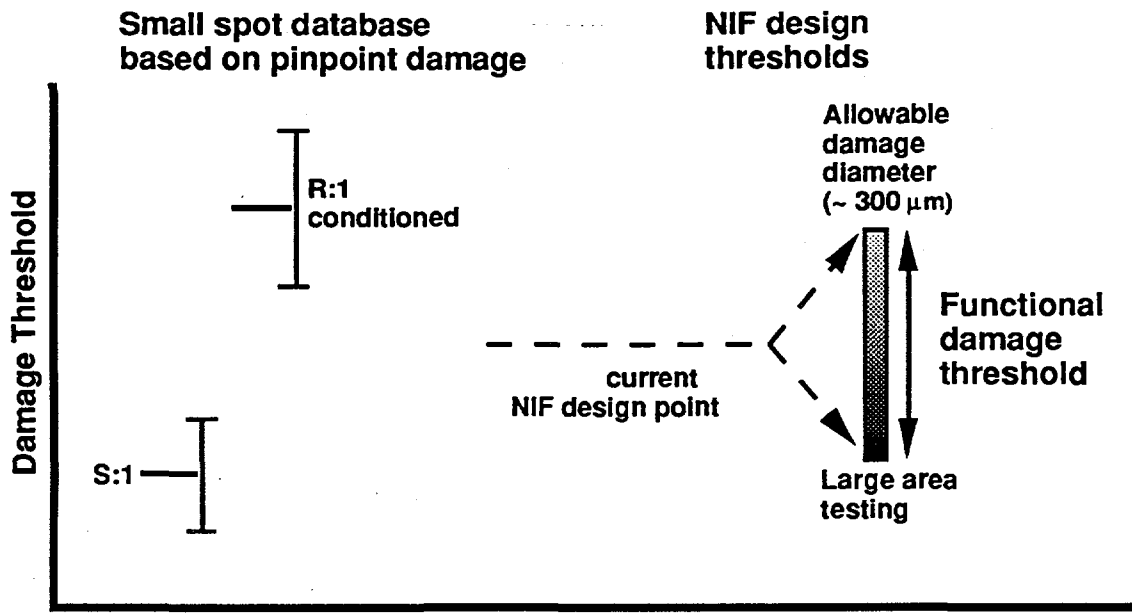 Small spot database
based on pinpoint damage
NIF design
thresholds
Damage Threshold
R:1
conditioned
S:1
current
NIF design point
Allowable
damage
diameter
(~ 300 μm)
Functional
damage
threshold
Large area
testing